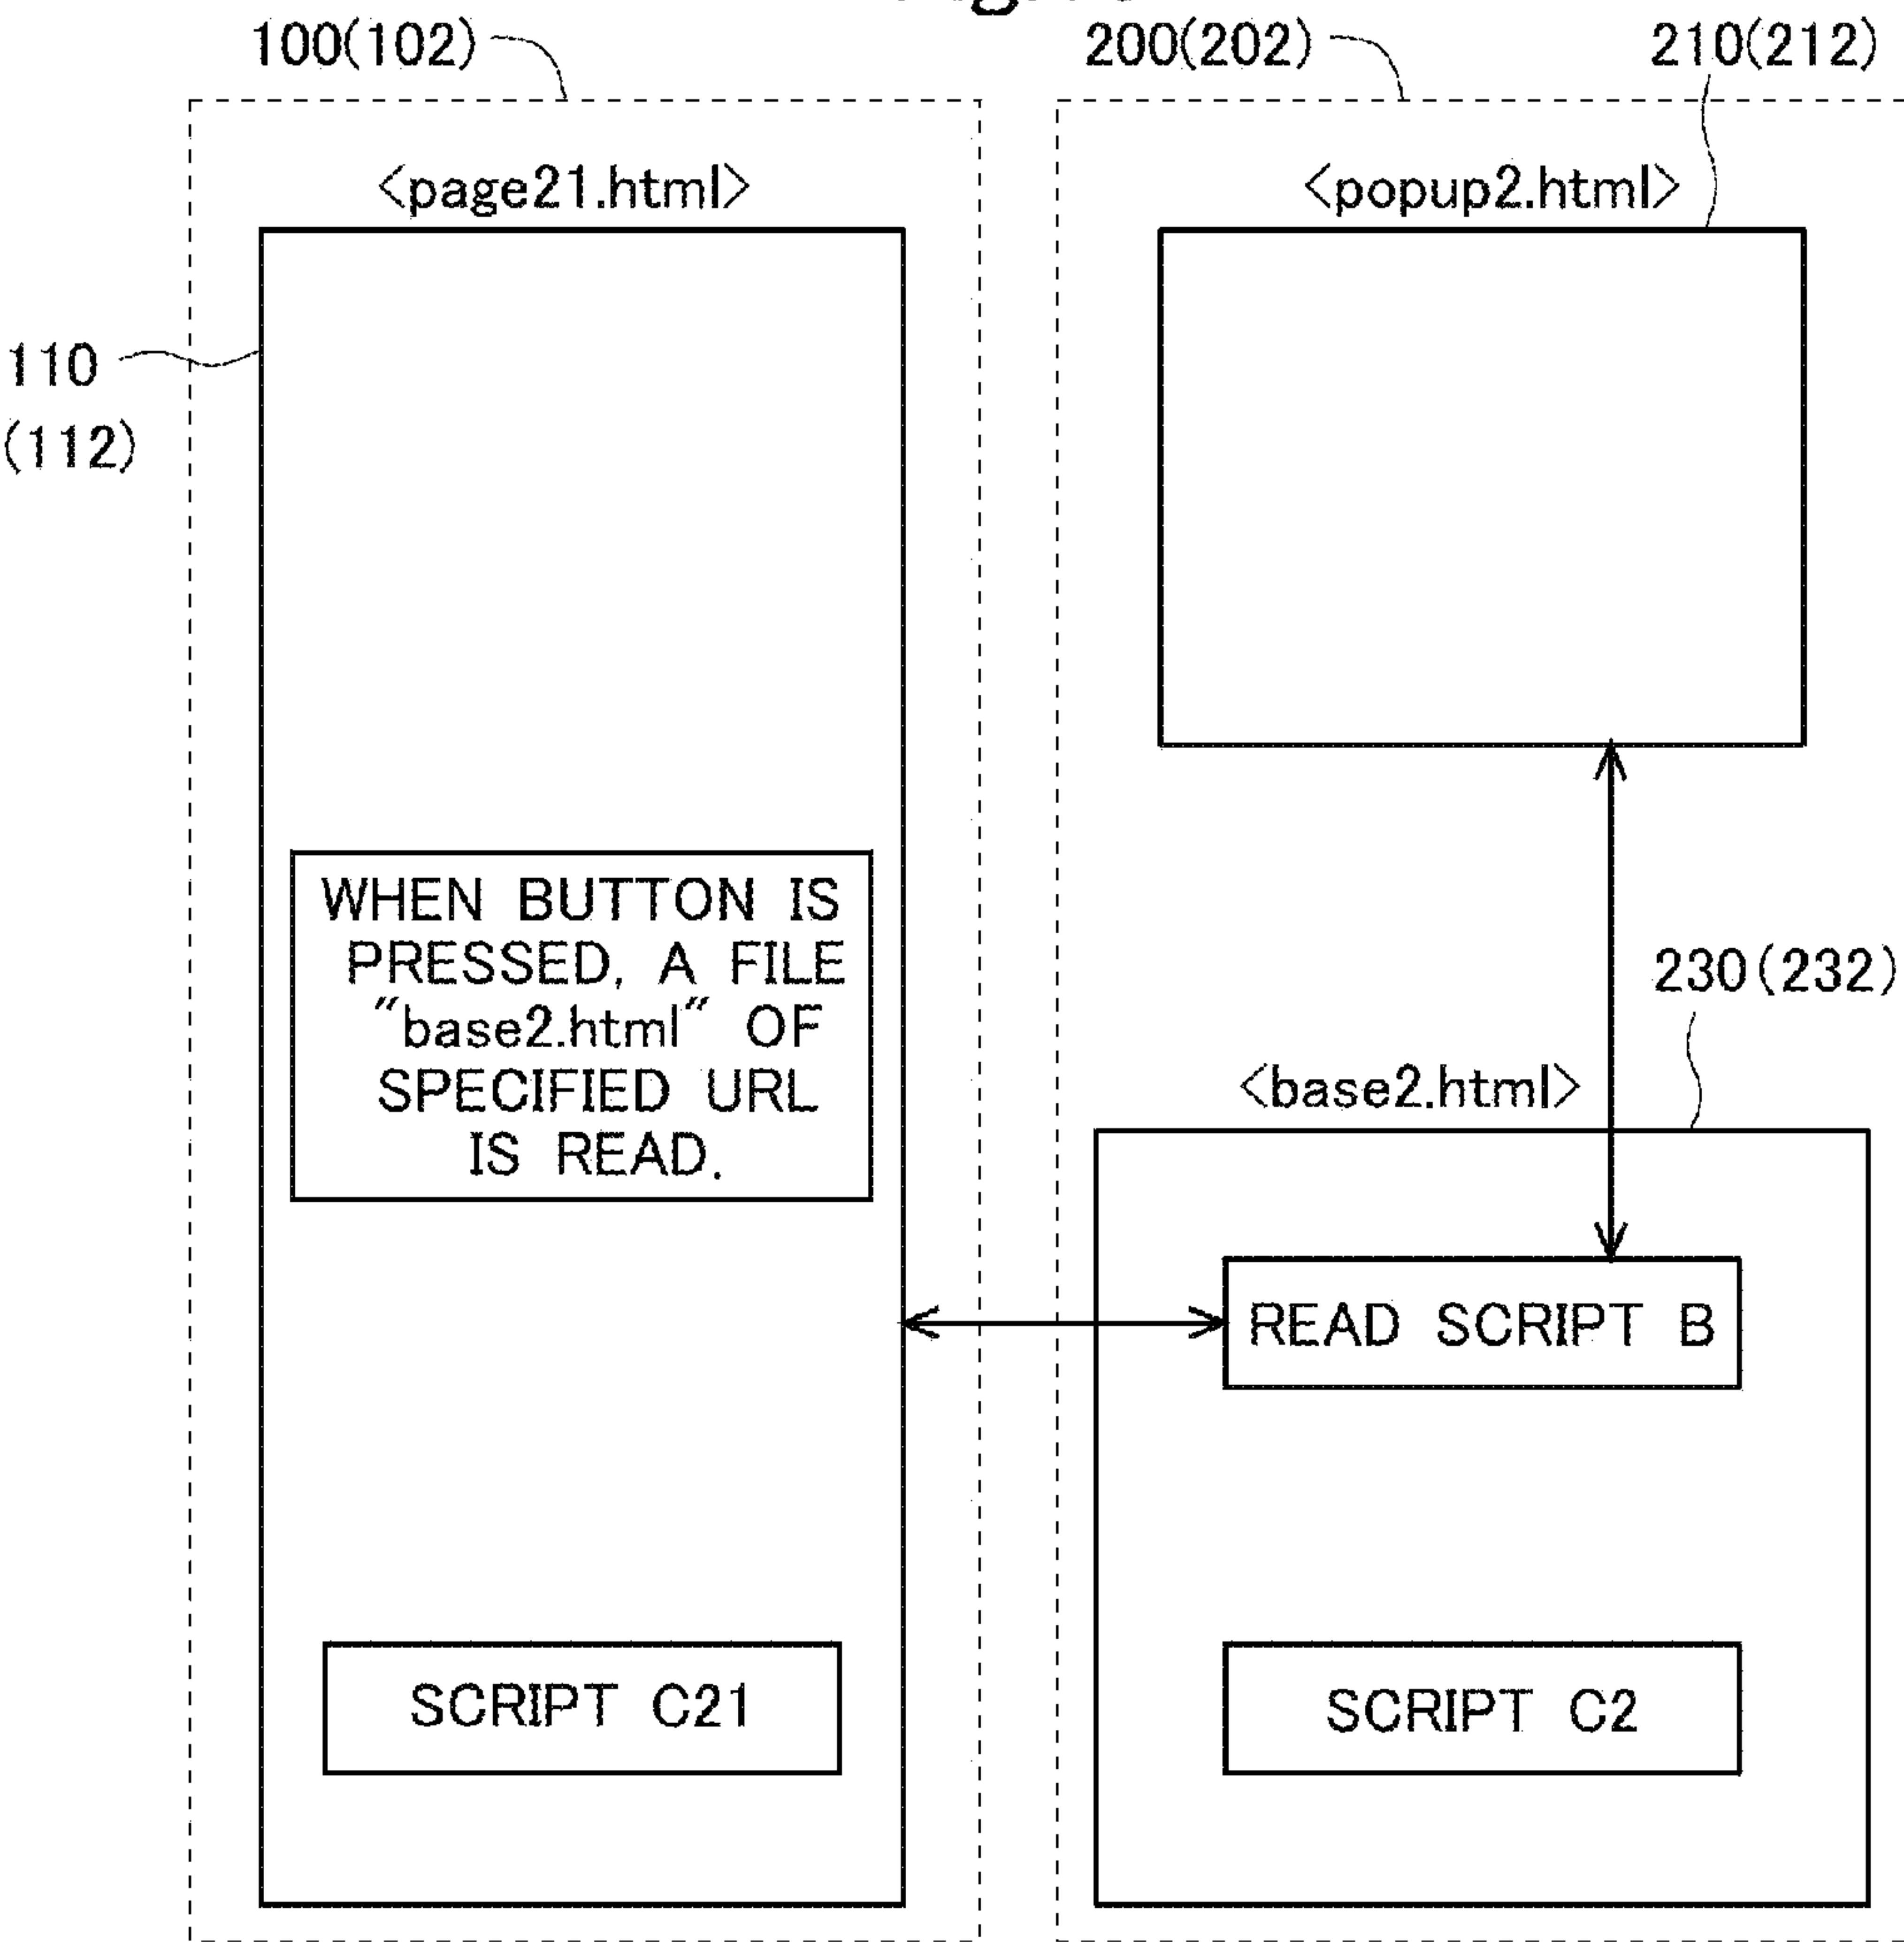 100(102)
200(202)
210(212)
<page21.html>
<popup2.html>
110
(112)
WHEN BUTTON IS
PRESSED, A FILE
"base2.html" OF
SPECIFIED URL
IS READ.
230(232)
<base2.html>
READ SCRIPT B
SCRIPT C21
SCRIPT C2